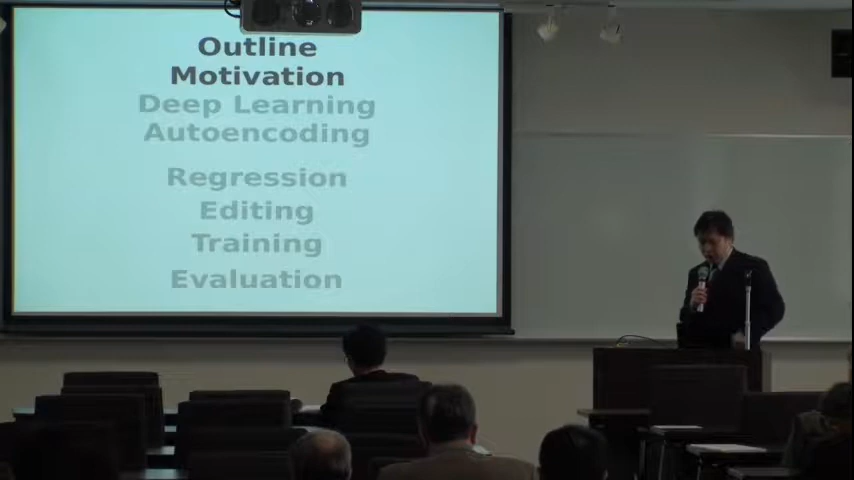 Outline
Motivation
Deep Learning
Autoencoding
Regression
Editing
Training
Evaluation